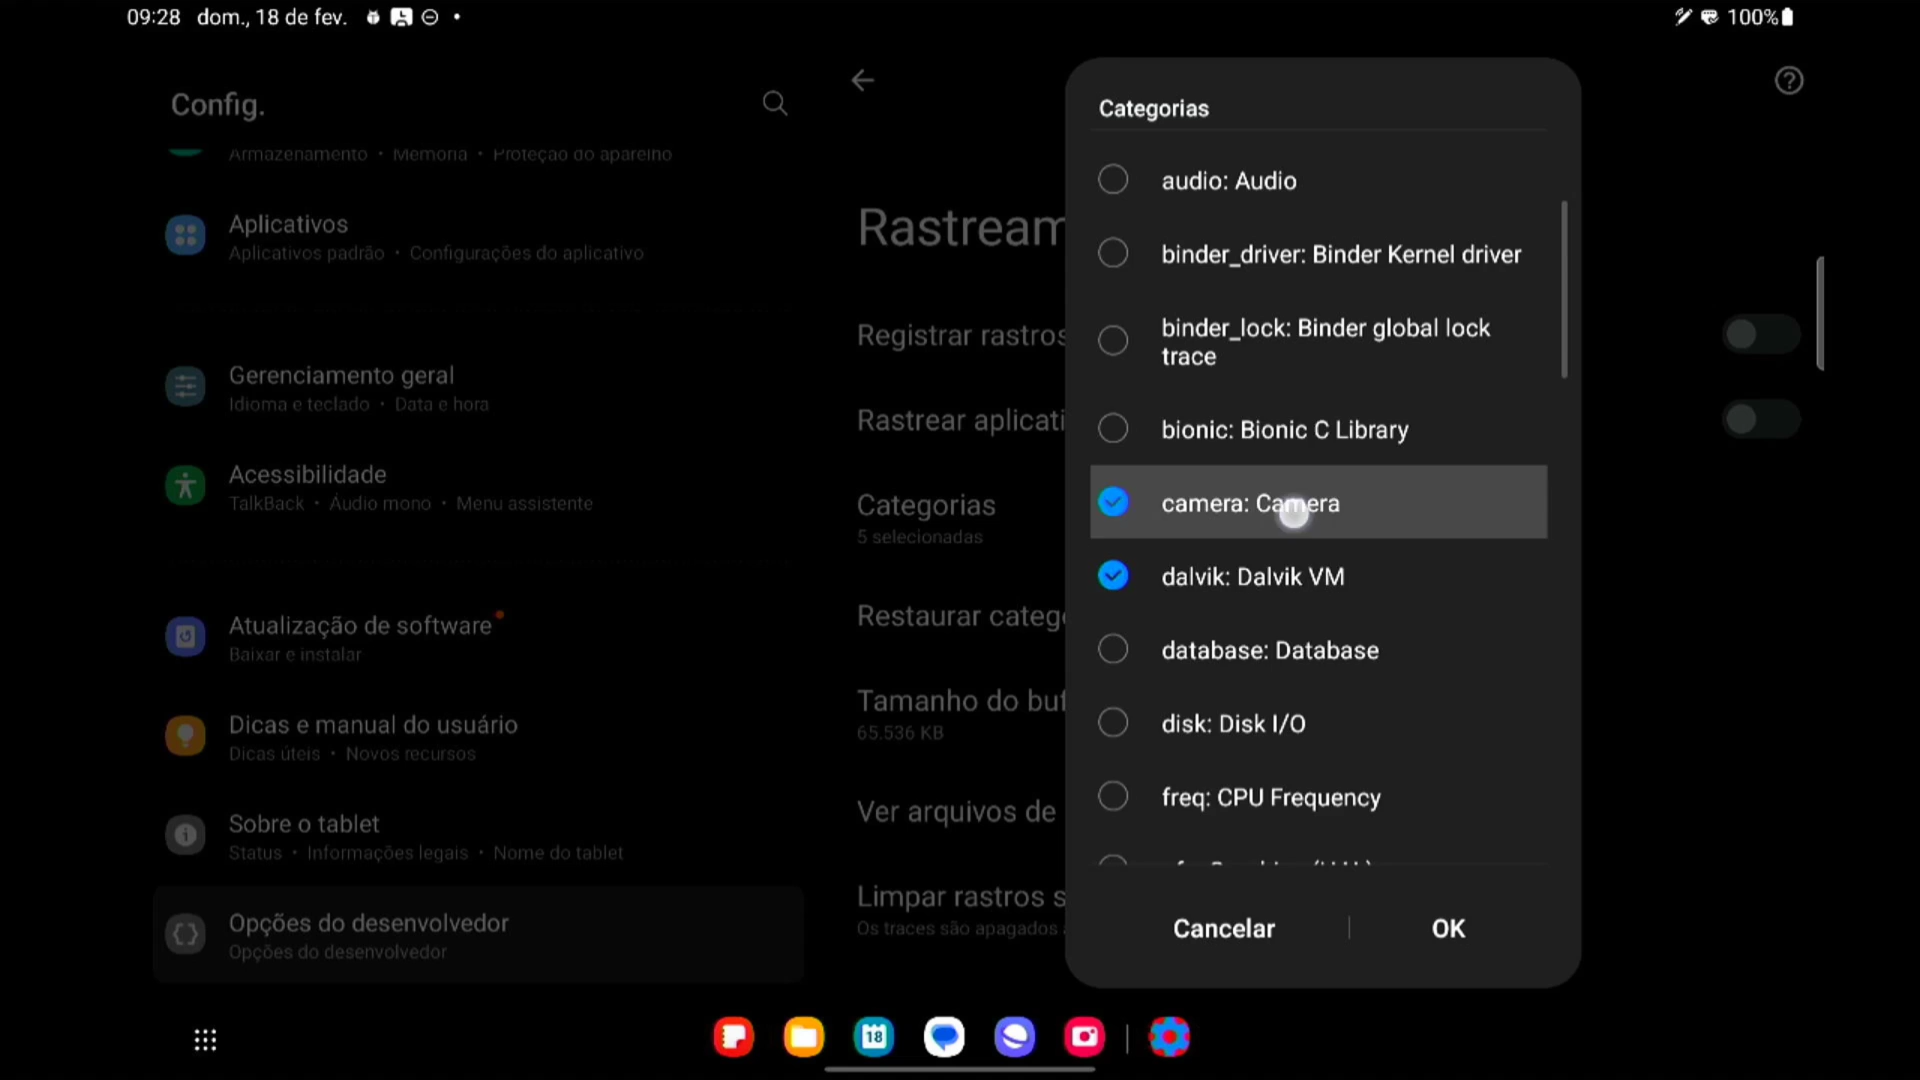 09:28 dom., 18 de fev.
100%
Config.
Armazenamento • Memória • Proteção do aparelho
Aplicativos
Aplicativos padrão • Configurações do aplicativo
Gerenciamento geral
Idioma e teclado • Data e hora
Acessibilidade
TalkBack • Áudio mono • Menu assistente
Atualização de software
Baixar e instalar
Dicas e manual do usuário
Dicas úteis • Novos recursos
Sobre o tablet
Status • Informações legais • Nome do tablet
Opções do desenvolvedor
Opções do desenvolvedor
Rastream
Registrar rastros
Rastrear aplicati
Categorias
5 selecionadas
Restaurar catego
Tamanho do buf
65.536 KB
Ver arquivos de
Limpar rastros s
Os traces são apagados
Categorias
audio: Audio
binder_driver: Binder Kernel driver
binder_lock: Binder global lock
trace
bionic: Bionic C Library
camera: Camera
dalvik: Dalvik VM
database: Database
disk: Disk I/O
freq: CPU Frequency
Cancelar
OK
18